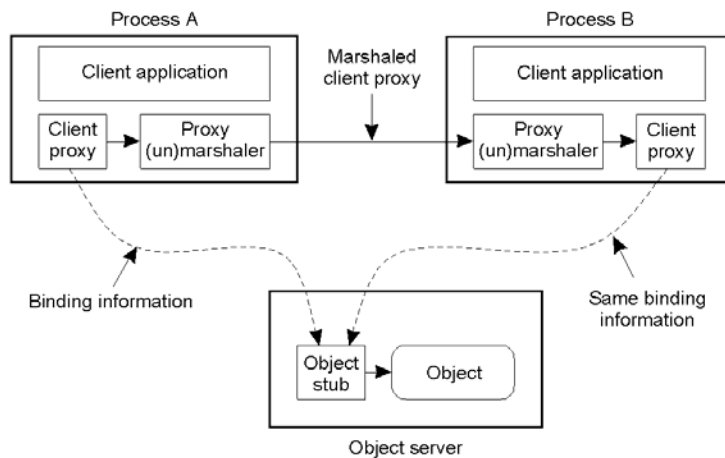 Process A
Process B
Client application
Marshaled
client proxy
Client application
Client
proxy
Proxy
(un)marshaler
Proxy
(un)marshaler
Client
proxy
Binding information
Same binding
information
Object
stub
Object
Object server